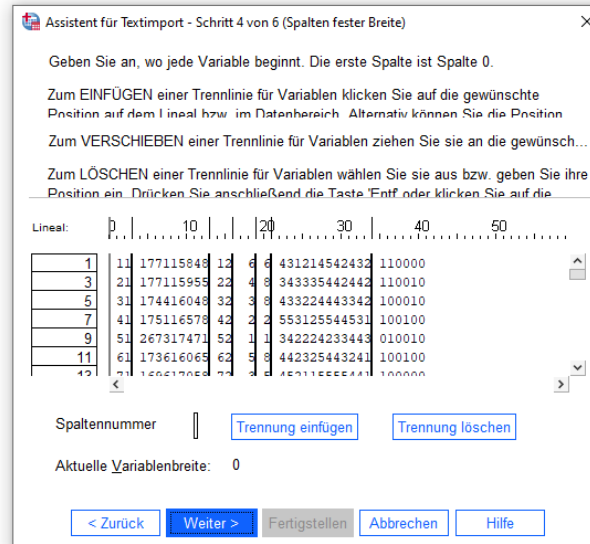 Assistent für Textimport - Schritt 4 von 6 (Spalten fester Breite)
Geben Sie an, wo jede Variable beginnt. Die erste Spalte ist Spalte 0.
Zum EINFÜGEN einer Trennlinie für Variablen klicken Sie auf die gewünschte
Position auf dem Lineal bzw. im Datenbereich. Alternativ können Sie die Position
Zum VERSCHIEBEN einer Trennlinie für Variablen ziehen Sie sie an die gewünsch...
Zum LÖSCHEN einer Trennlinie für Variablen wählen Sie sie aus bzw. geben Sie ihre
Position ein. Drücken Sie anschließend die Taste 'Entf' oder klicken Sie auf die
Lineal: 0 10 20 30 40 50
1 11 177115848 12 6 6 431214542432 110000
3 21 177115955 22 4 8 343335442442 110010
5 31 174416048 32 3 8 433224443342 100010
7 41 175116578 42 2 2 553125544531 100100
9 51 267317471 52 1 1 342224233443 010010
11 61 173616065 62 5 8 442325443241 100100
Spaltennummer Trennung einfügen Trennung löschen
Aktuelle Variablenbreite: 0
< Zurück Weiter > Fertigstellen Abbrechen Hilfe